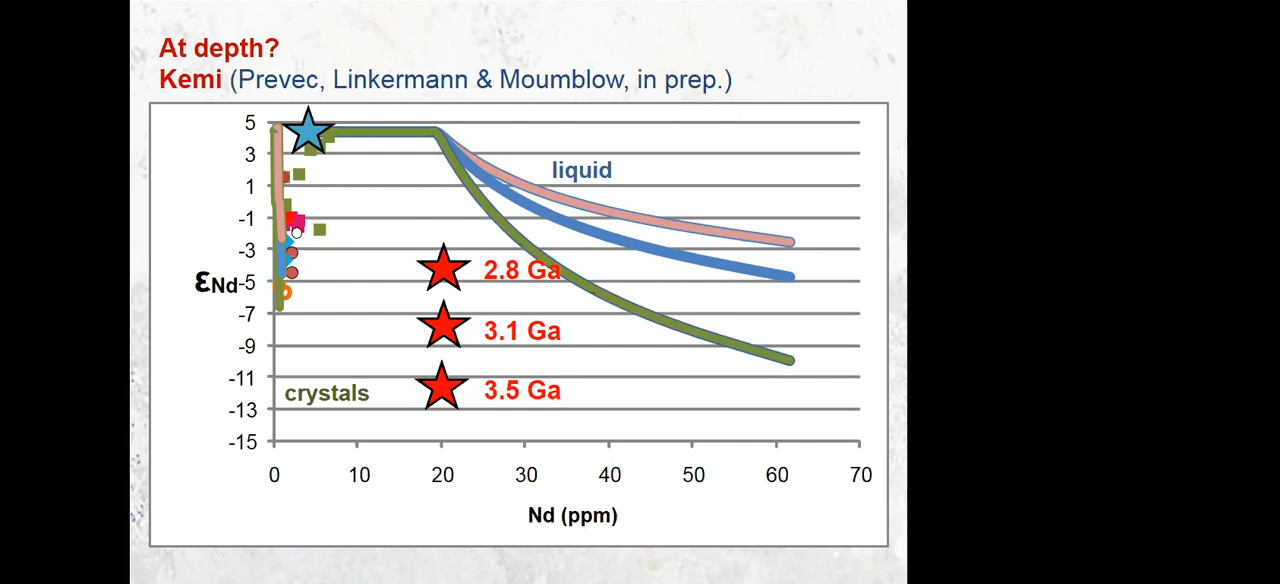 At depth?
Kemi (Prevec, Linkermann & Moumblow, in prep.)
5
3
liquid
1
-1
-3
εNd
-5
2.8 Ga
-7
3.1 Ga
-9
-11
crystals
3.5 Ga
-13
-15
0 10 20 30 40 50 60 70
Nd (ppm)